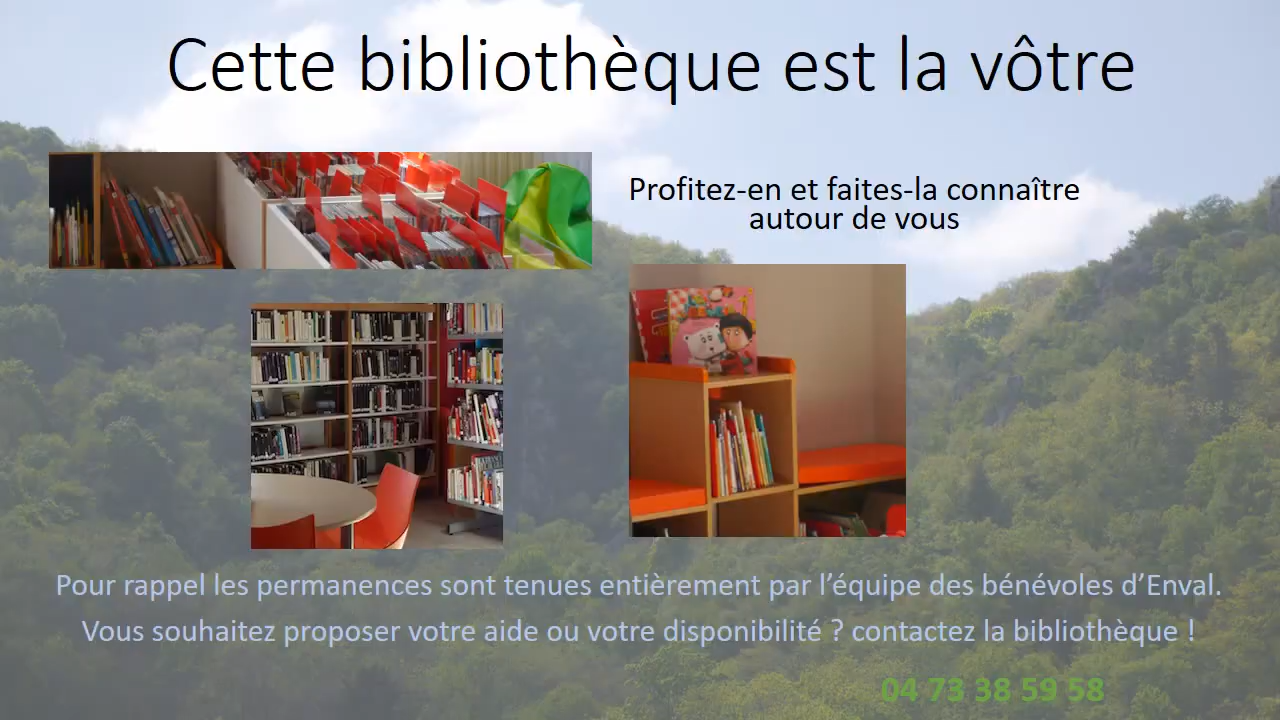 Cette bibliothèque est la vôtre
Profitez-en et faites-la connaître
autour de vous
Pour rappel les permanences sont tenues entièrement par l’équipe des bénévoles d’Enval.
Vous souhaitez proposer votre aide ou votre disponibilité ? contactez la bibliothèque !
04 73 38 59 58